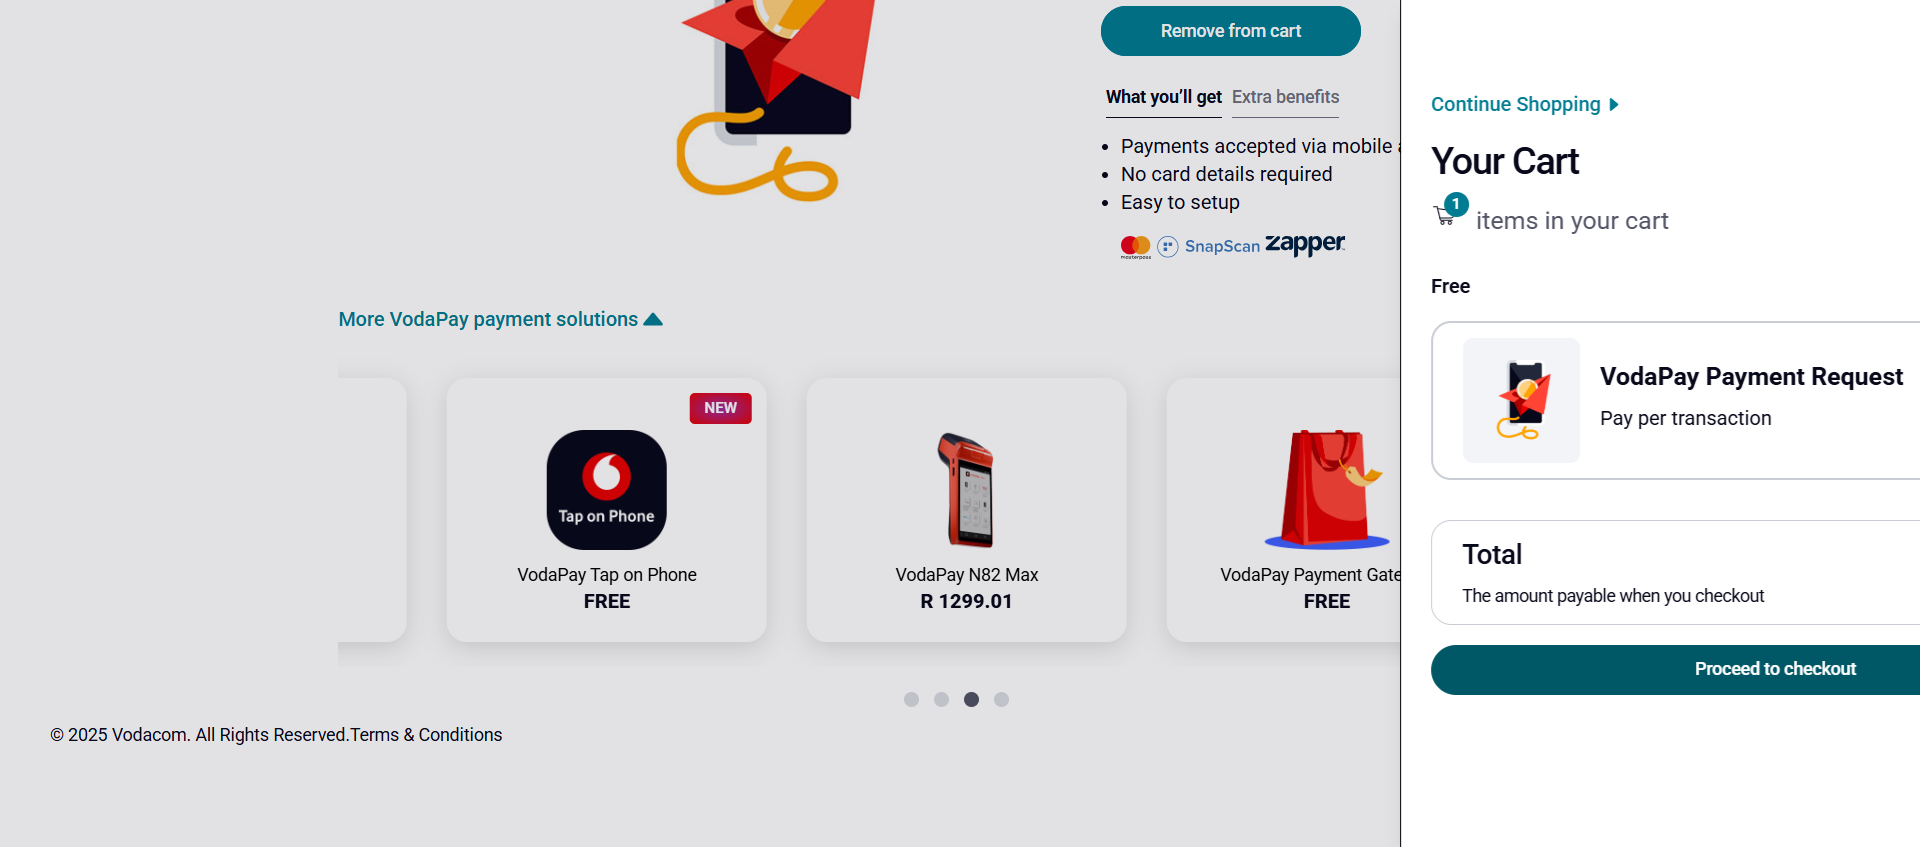 Remove from cart
What you’ll get Extra benefits
Payments accepted via mobile
No card details required
Easy to setup
masterpass SnapScan zapper
More VodaPay payment solutions
NEW
Tap on Phone
VodaPay Tap on Phone
FREE
VodaPay N82 Max
R 1299.01
VodaPay Payment Gate
FREE
© 2025 Vodacom. All Rights Reserved.Terms & Conditions
Continue Shopping
Your Cart
1 items in your cart
Free
VodaPay Payment Request
Pay per transaction
Total
The amount payable when you checkout
Proceed to checkout